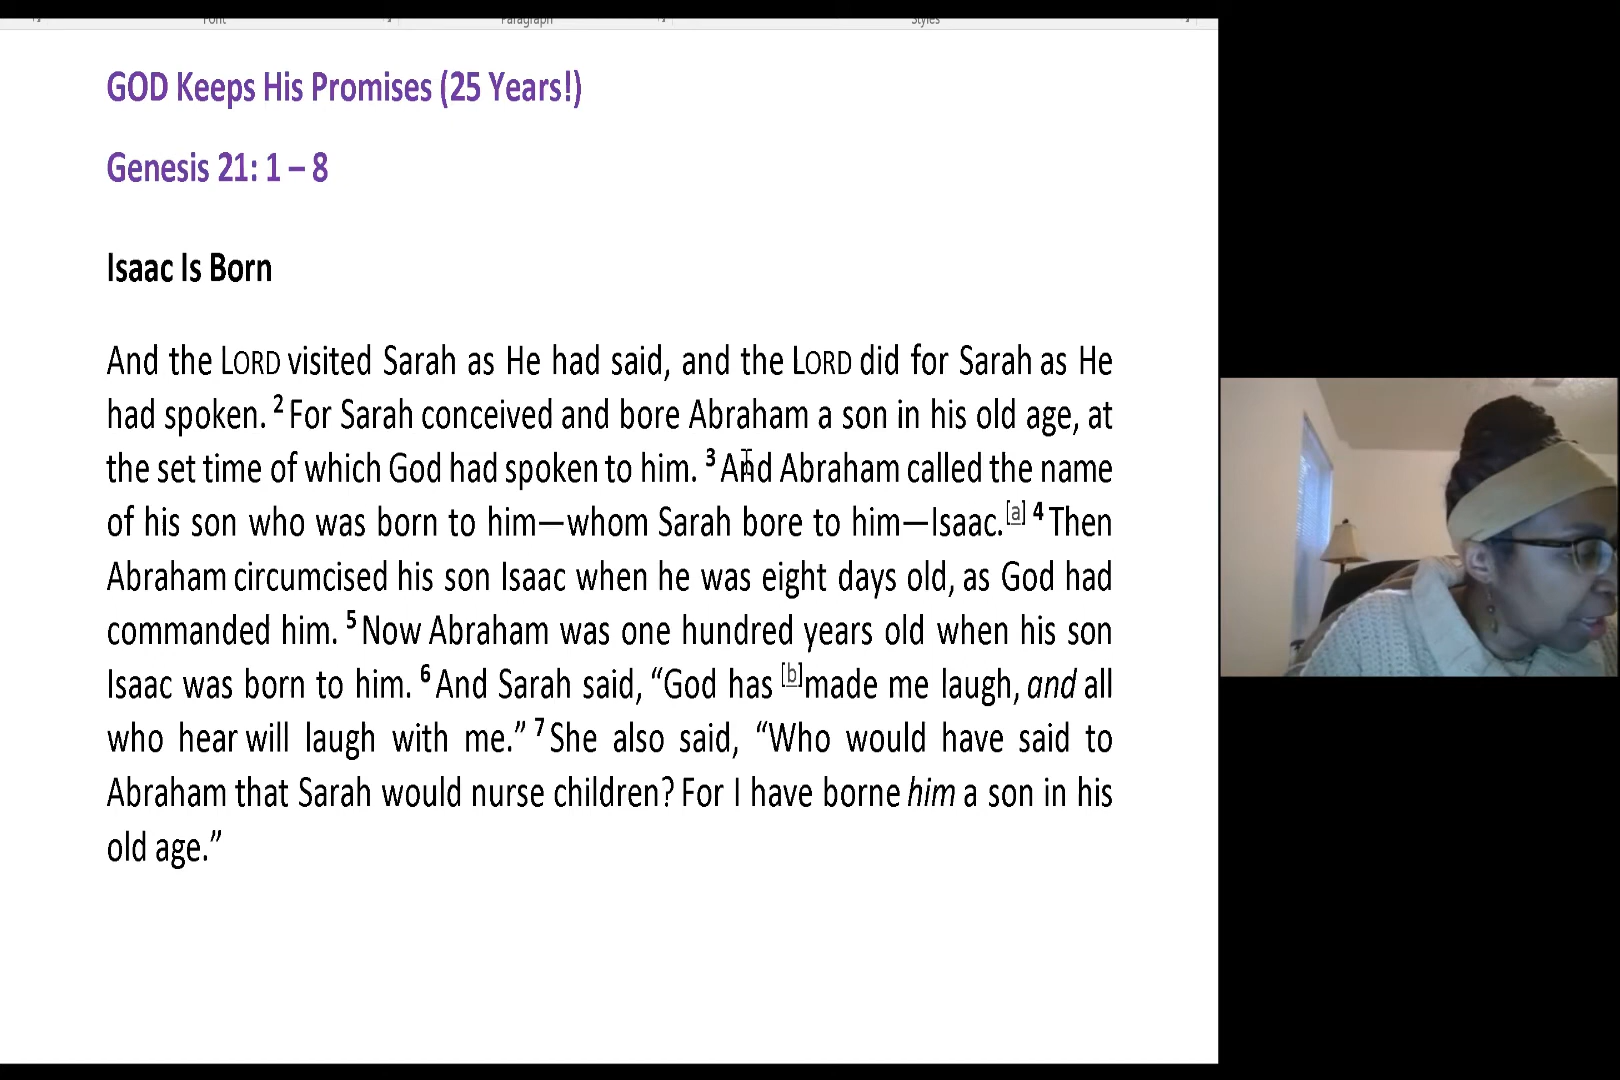 Font Paragraph Styles
GOD Keeps His Promises (25 Years!)
Genesis 21: 1 – 8
Isaac Is Born
And the LORD visited Sarah as He had said, and the LORD did for Sarah as He
had spoken. 2 For Sarah conceived and bore Abraham a son in his old age, at
the set time of which God had spoken to him. 3 And Abraham called the name
of his son who was born to him—whom Sarah bore to him—Isaac.[a] 4 Then
Abraham circumcised his son Isaac when he was eight days old, as God had
commanded him. 5 Now Abraham was one hundred years old when his son
Isaac was born to him. 6 And Sarah said, “God has [b]made me laugh, and all
who hear will laugh with me.” 7 She also said, “Who would have said to
Abraham that Sarah would nurse children? For I have borne him a son in his
old age.”